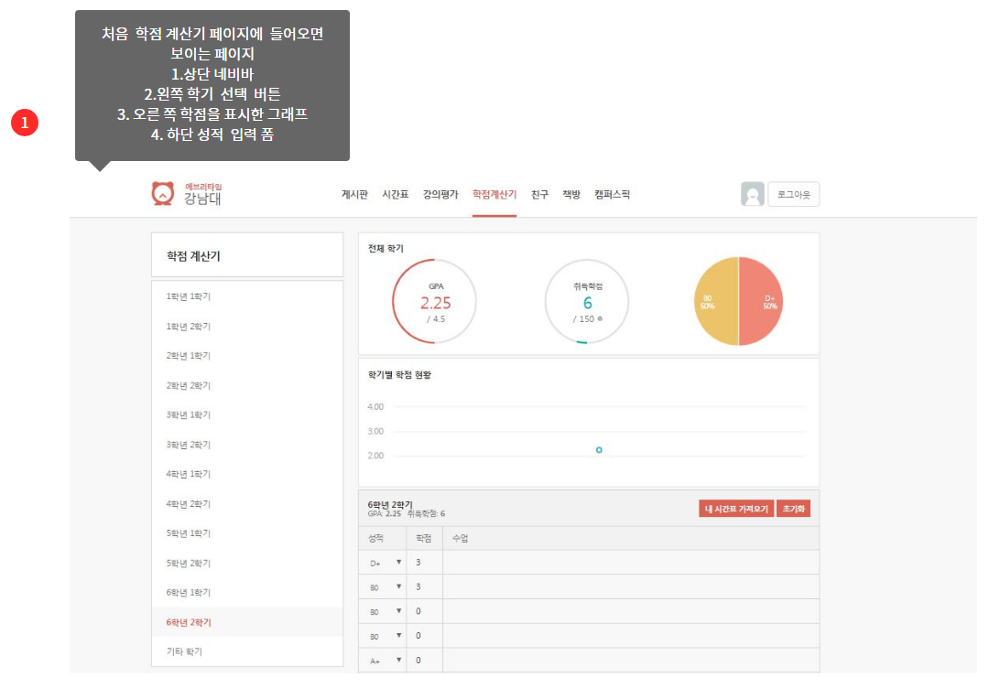 처음 학점 계산기 페이지에 들어오면
보이는 페이지
1.상단 네비바
2.왼쪽 학기 선택 버튼
3. 오른 쪽 학점을 표시한 그래프
4. 하단 성적 입력 폼
1
에브리타임
강남대
게시판 시간표 강의평가 학점계산기 친구 책방 캠퍼스픽
로그아웃
학점 계산기
1학년 1학기
1학년 2학기
2학년 1학기
2학년 2학기
3학년 1학기
3학년 2학기
4학년 1학기
4학년 2학기
5학년 1학기
5학년 2학기
6학년 1학기
6학년 2학기
기타 학기
전체 학기
GPA
2.25
/ 4.5
취득학점
6
/ 150
B0
50%
D+
50%
학기별 학점 현황
4.00
3.00
2.00
6학년 2학기
GPA: 2.25 취득학점: 6
내 시간표 가져오기 초기화
성적 학점 수업
D+ ▼ 3
B0 ▼ 3
B0 ▼ 0
B0 ▼ 0
A+ ▼ 0